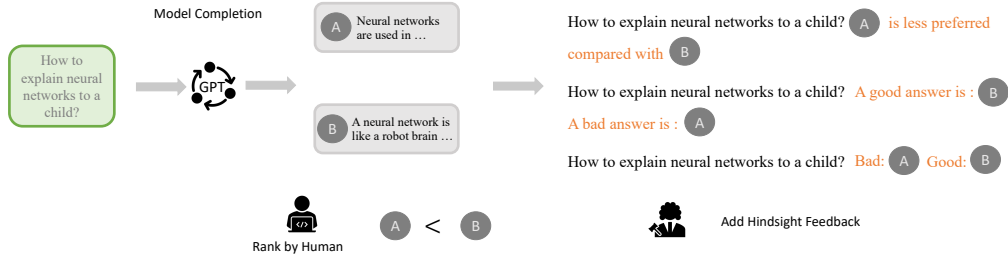 Model Completion
How to
explain neural
networks to a
child?
GPT
A Neural networks
are used in …
B A neural network is
like a robot brain …
Rank by Human
A < B
How to explain neural networks to a child? A is less preferred
compared with B
How to explain neural networks to a child? A good answer is : B
A bad answer is : A
How to explain neural networks to a child? Bad: A Good: B
Add Hindsight Feedback